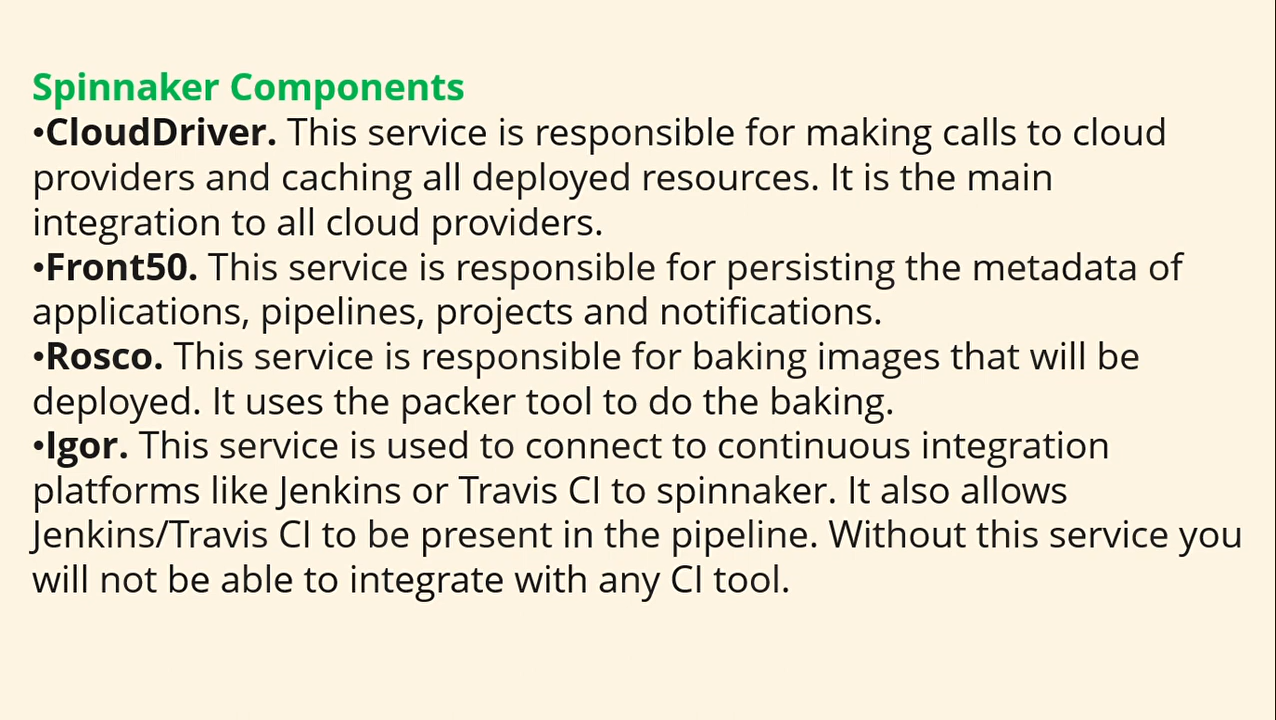 Spinnaker Components
•CloudDriver. This service is responsible for making calls to cloud
providers and caching all deployed resources. It is the main
integration to all cloud providers.
•Front50. This service is responsible for persisting the metadata of
applications, pipelines, projects and notifications.
•Rosco. This service is responsible for baking images that will be
deployed. It uses the packer tool to do the baking.
•Igor. This service is used to connect to continuous integration
platforms like Jenkins or Travis CI to spinnaker. It also allows
Jenkins/Travis CI to be present in the pipeline. Without this service you
will not be able to integrate with any CI tool.